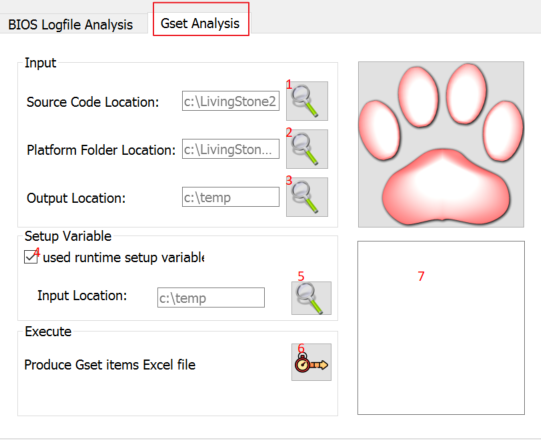 BIOS Logfile Analysis
Gset Analysis
Input
1
Source Code Location:
c:\LivingStone2
2
Platform Folder Location:
c:\LivingSton...
3
Output Location:
c:\temp
Setup Variable
4
used runtime setup variable
5
Input Location:
c:\temp
7
Execute
6
Produce Gset items Excel file